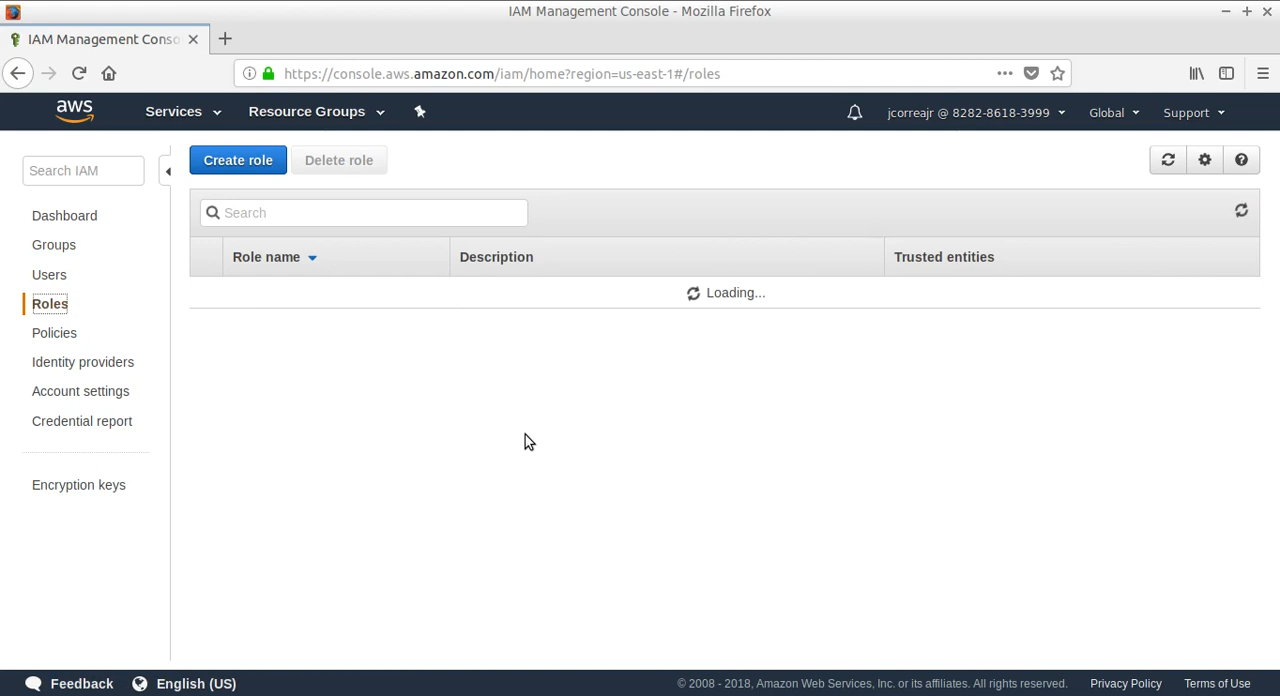 IAM Management Console - Mozilla Firefox
IAM Management Conso
https://console.aws.amazon.com/iam/home?region=us-east-1#/roles
aws Services Resource Groups jcorreajr @ 8282-8618-3999 Global Support
Search IAM
Create role Delete role
Search
Dashboard
Groups
Users
Roles
Policies
Identity providers
Account settings
Credential report
Encryption keys
Role name Description Trusted entities
Loading...
Feedback English (US) © 2008 - 2018, Amazon Web Services, Inc. or its affiliates. All rights reserved. Privacy Policy Terms of Use